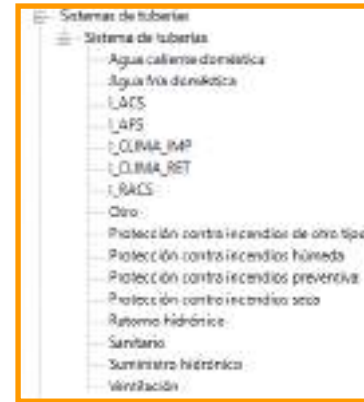 Sistemas de tuberías
Sistema de tuberías
Agua caliente doméstica
Agua fría doméstica
I_ACS
I_AFS
I_CLIMA_IMP
I_CLIMA_RET
I_RACS
Otro
Protección contra incendios de otro tipo
Protección contra incendios húmeda
Protección contra incendios preventiva
Protección contra incendios seca
Retorno hidrónico
Sanitario
Suministro hidrónico
Ventilación